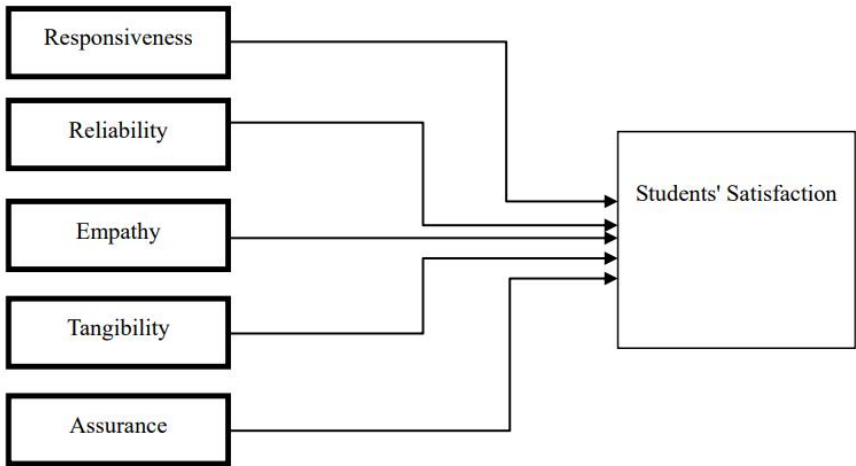 Responsiveness
Reliability
Empathy
Tangibility
Assurance
Students' Satisfaction